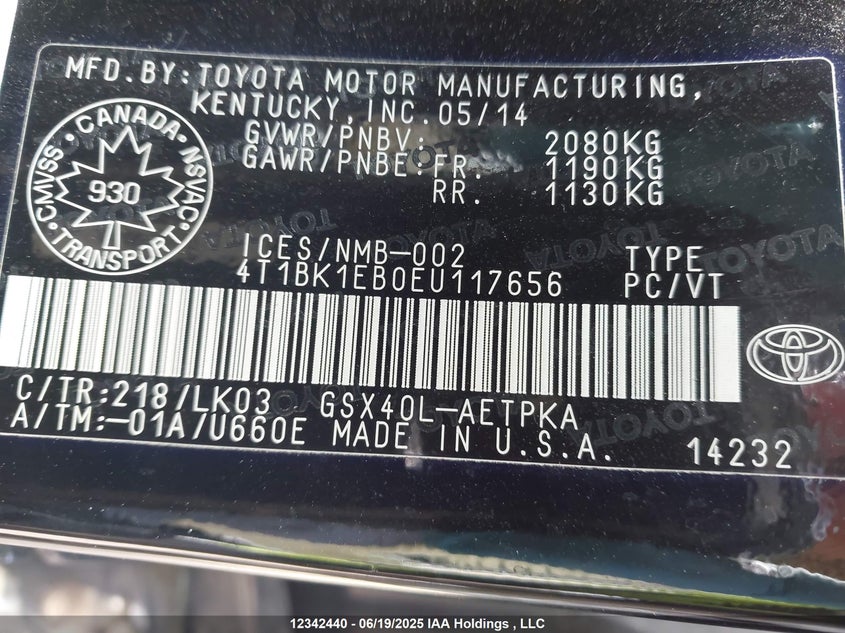 MFD.BY:TOYOTA MOTOR MANUFACTURING,
KENTUCKY,INC.05/14
GVWR/PNBV: 2080KG
GAWR/PNBE:FR. 1190KG
RR. 1130KG
CANADA
CMVSS
930
NSVAC
TRANSPORT
ICES/NMB-002 TYPE
4T1BK1EB0EU117656 PC/VT
C/TR:218/LK03 GSX40L-AETPKA
A/TM:-01A/U660E MADE IN U.S.A. 14232
12342440 - 06/19/2025 IAA Holdings , LLC